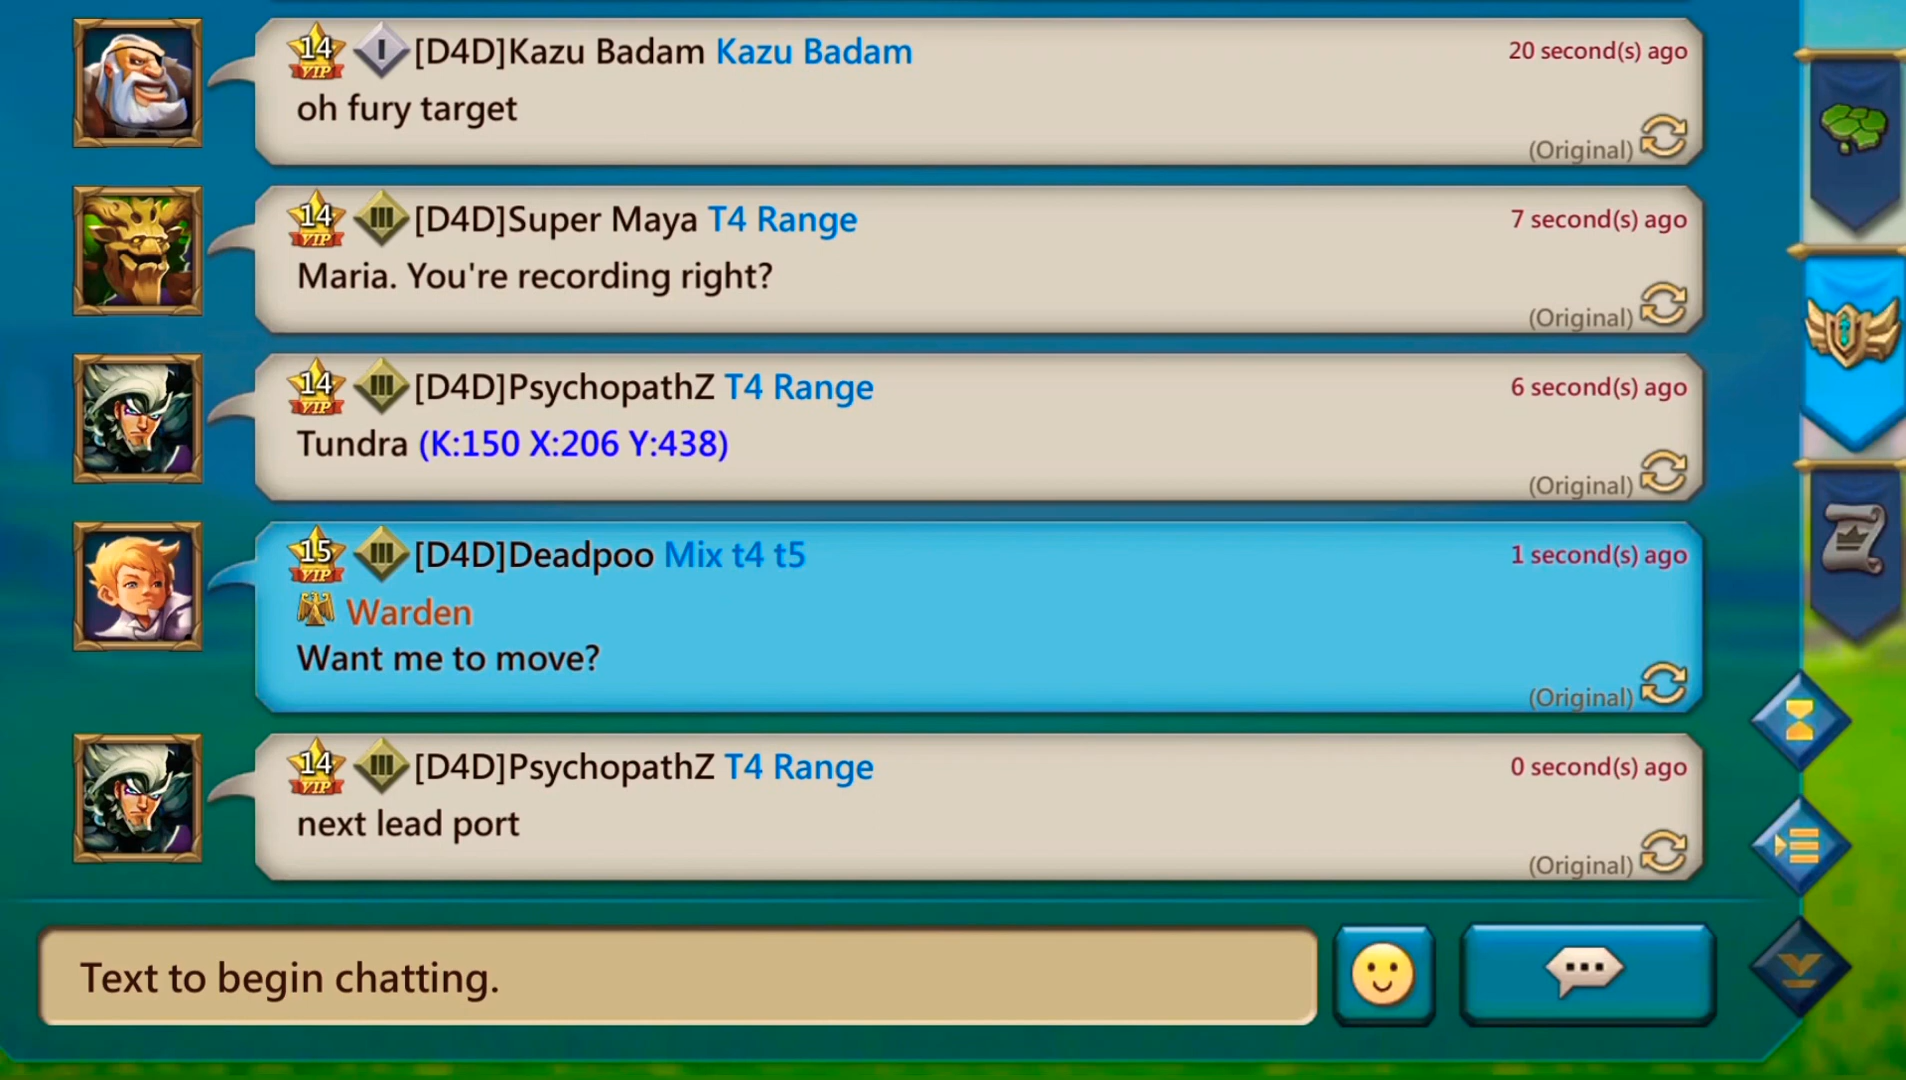 14 VIP I [D4D]Kazu Badam Kazu Badam 20 second(s) ago
oh fury target
(Original)
14 VIP III [D4D]Super Maya T4 Range 7 second(s) ago
Maria. You're recording right?
(Original)
14 VIP III [D4D]PsychopathZ T4 Range 6 second(s) ago
Tundra (K:150 X:206 Y:438)
(Original)
15 VIP III [D4D]Deadpoo Mix t4 t5 1 second(s) ago
Warden
Want me to move?
(Original)
14 VIP III [D4D]PsychopathZ T4 Range 0 second(s) ago
next lead port
(Original)
Text to begin chatting.